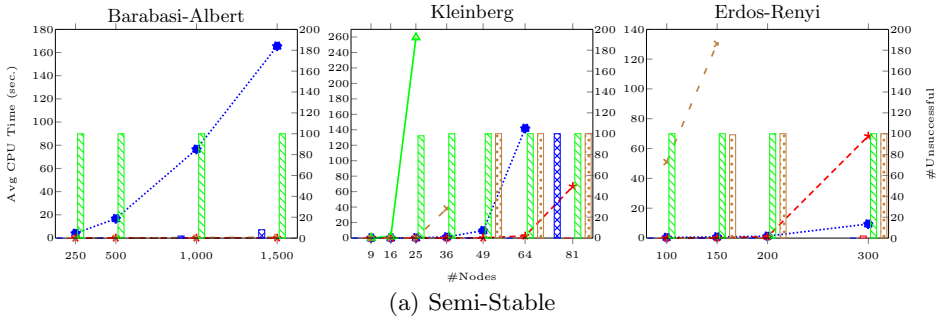 Barabasi-Albert Kleinberg Erdos-Renyi
Avg CPU Time (sec.)
180 160 140 120 100 80 60 40 20 0
200 180 160 140 120 100 80 60 40 20 0
250 500 1,000 1,500
260 240 220 200 180 160 140 120 100 80 60 40 20 0
200 180 160 140 120 100 80 60 40 20 0
9 16 25 36 49 64 81
140 120 100 80 60 40 20 0
200 180 160 140 120 100 80 60 40 20 0
100 150 200 300
#Unsuccessful
#Nodes
(a) Semi-Stable